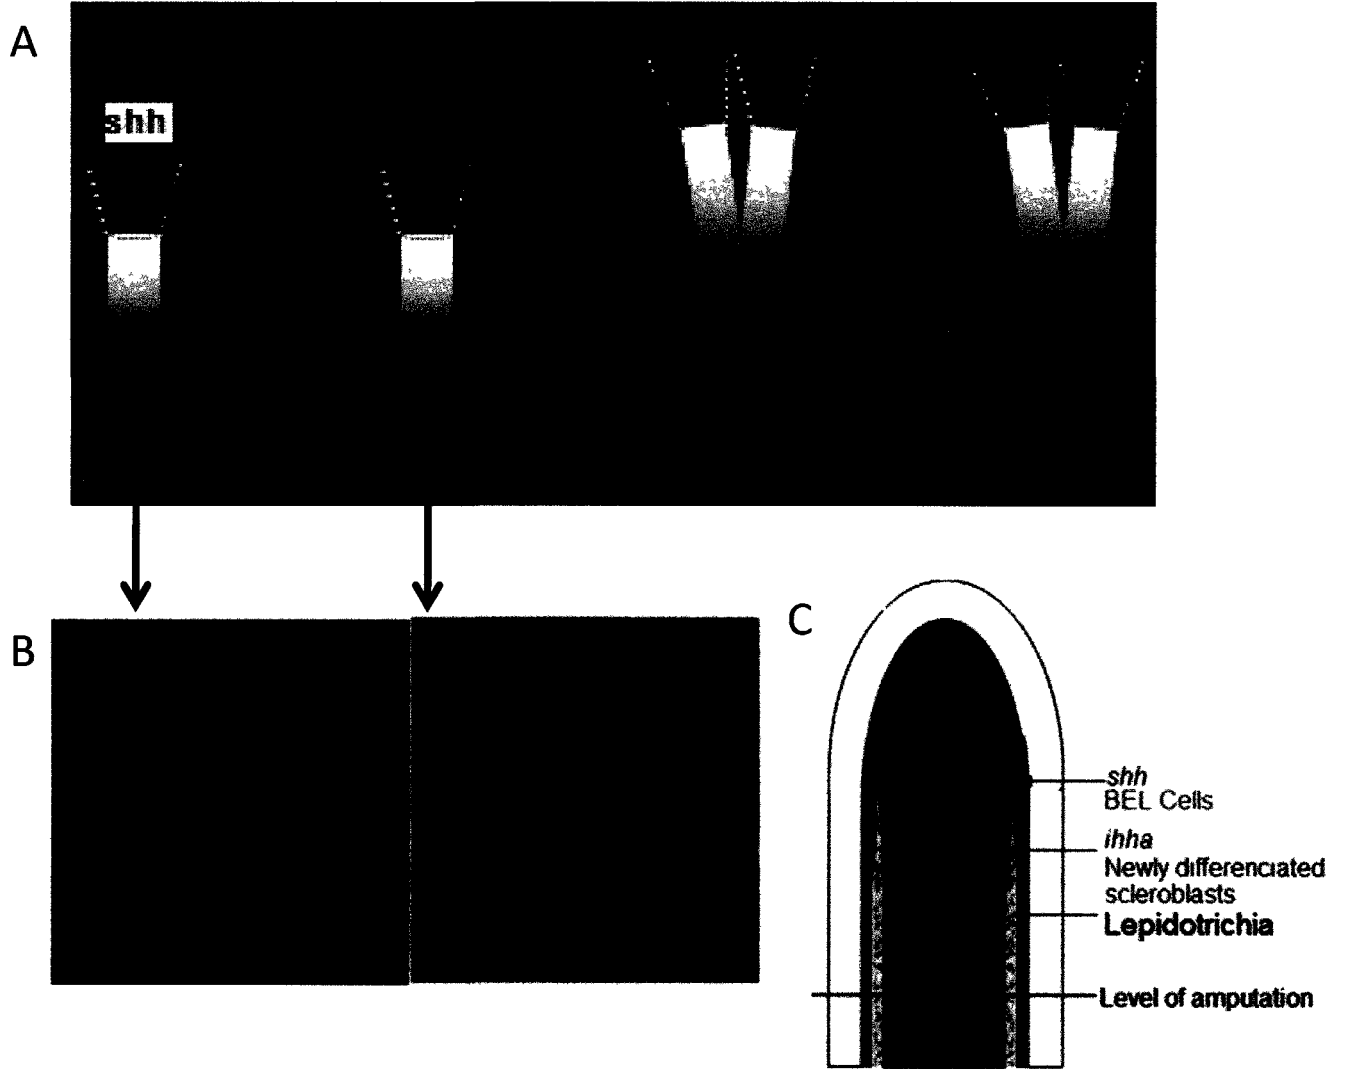 A
shh
B
C
shh
BEL Cells
ihha
Newly differenciated
scleroblasts
Lepidotrichia
Level of amputation